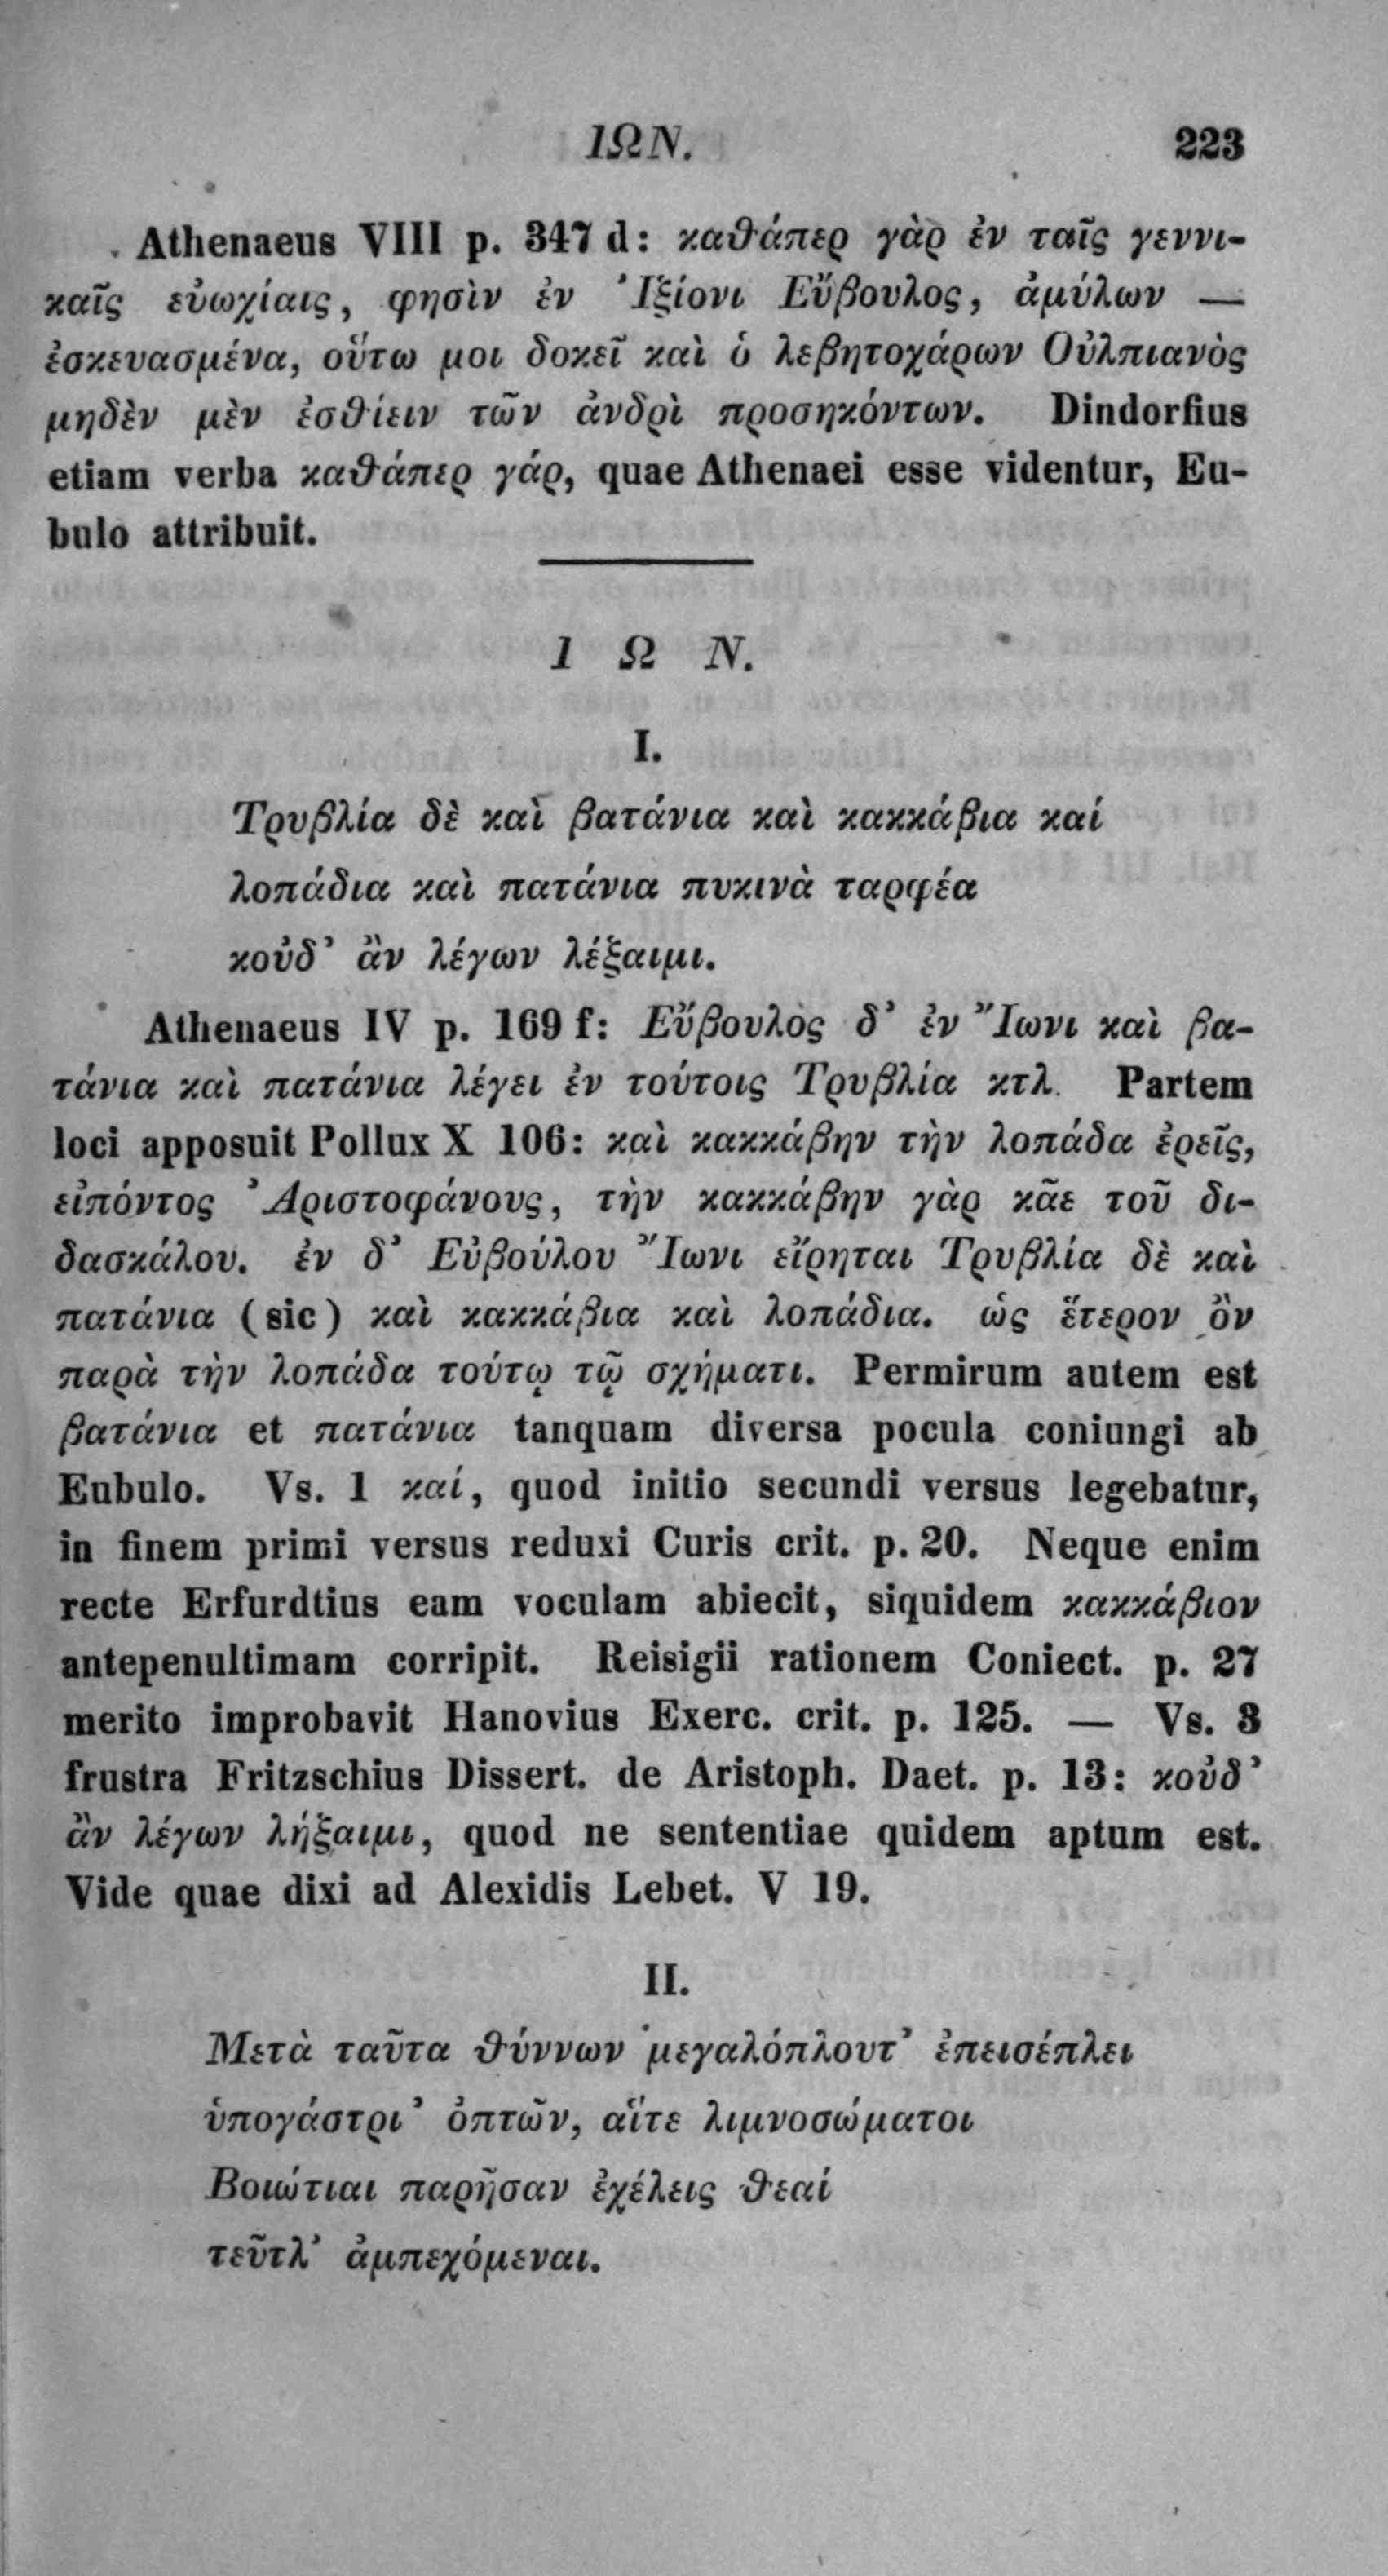 ΙΩΝ. 223
Athenaeus VIII p. 347 d: καθάπερ γὰρ ἐν ταῖς γεννι-
καῖς εὐωχίαις, φησὶν ἐν Ἰξίονι Εὔβουλος, ἀμύλων —
ἐσκευασμένα, οὕτω μοι δοκεῖ καὶ ὁ λεβητοχάρων Οὐλπιανὸς
μηδὲν μὲν ἐσθίειν τῶν ἀνδρὶ προσηκόντων. Dindorfius
etiam verba καθάπερ γάρ, quae Athenaei esse videntur, Eu-
bulo attribuit.
Ι Ω Ν.
I.
Τρυβλία δὲ καὶ βατάνια καὶ κακκάβια καί
λοπάδια καὶ πατάνια πυκινὰ ταρφέα
κοὐδ᾽ ἂν λέγων λέξαιμι.
Athenaeus IV p. 169 f: Εὔβουλὸς δ᾽ ἐν Ἴωνι καὶ βα-
τάνια καὶ πατάνια λέγει ἐν τούτοις Τρυβλία κτλ. Partem
loci apposuit Pollux X 106: καὶ κακκάβην τὴν λοπάδα ἐρεῖς,
εἰπόντος Ἀριστοφάνους, τὴν κακκάβην γὰρ κᾶε τοῦ δι-
δασκάλου. ἐν δ᾽ Εὐβούλου Ἴωνι εἴρηται Τρυβλία δὲ καὶ
πατάνια (sic) καὶ κακκάβια καὶ λοπάδια. ὡς ἕτερον ὂν
παρὰ τὴν λοπάδα τούτῳ τῷ σχήματι. Permirum autem est
βατάνια et πατάνια tanquam diversa pocula coniungi ab
Eubulo. Vs. 1 καί, quod initio secundi versus legebatur,
in finem primi versus reduxi Curis crit. p. 20. Neque enim
recte Erfurdtius eam voculam abiecit, siquidem κακκάβιον
antepenultimam corripit. Reisigii rationem Coniect. p. 27
merito improbavit Hanovius Exerc. crit. p. 125. — Vs. 3
frustra Fritzschius Dissert. de Aristoph. Daet. p. 13: κοὐδ᾽
ἂν λέγων λήξαιμι, quod ne sententiae quidem aptum est.
Vide quae dixi ad Alexidis Lebet. V 19.
II.
Μετὰ ταῦτα θύννων μεγαλόπλουτ᾽ ἐπεισέπλει
ὑπογάστρι᾽ ὀπτῶν, αἵτε λιμνοσώματοι
Βοιώτιαι παρῆσαν ἐχέλεις θεαί
τεῦτλ᾽ ἀμπεχόμεναι.